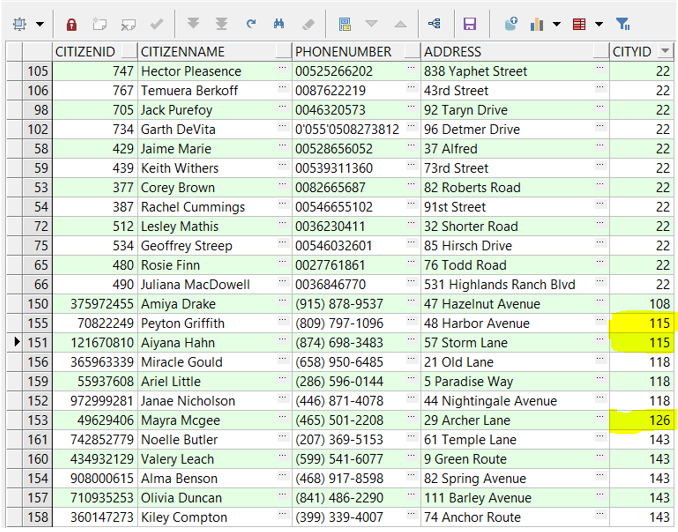 CITIZENID CITIZENNAME PHONENUMBER ADDRESS CITYID
105 747 Hector Pleasence ... 00525266202 ... 838 Yaphet Street ... 22
106 767 Temuera Berkoff ... 0087622219 ... 43rd Street ... 22
98 705 Jack Purefoy ... 0046320573 ... 92 Taryn Drive ... 22
102 734 Garth DeVita ... 0'055'0508273812 ... 96 Detmer Drive ... 22
58 429 Jaime Marie ... 00528656052 ... 37 Alfred ... 22
59 439 Keith Withers ... 00539311360 ... 73rd Street ... 22
53 377 Corey Brown ... 0082665687 ... 82 Roberts Road ... 22
54 387 Rachel Cummings ... 00546655102 ... 91st Street ... 22
72 512 Lesley Mathis ... 0036230411 ... 32 Shorter Road ... 22
75 534 Geoffrey Streep ... 00546032601 ... 85 Hirsch Drive ... 22
65 480 Rosie Finn ... 0027761861 ... 76 Todd Road ... 22
66 490 Juliana MacDowell ... 0036846770 ... 531 Highlands Ranch Blvd ... 22
150 375972455 Amiya Drake ... (915) 878-9537 ... 47 Hazelnut Avenue ... 108
155 70822249 Peyton Griffith ... (809) 797-1096 ... 48 Harbor Avenue ... 115
151 121670810 Aiyana Hahn ... (874) 698-3483 ... 57 Storm Lane ... 115
156 365963339 Miracle Gould ... (658) 950-6485 ... 21 Old Lane ... 118
159 55937608 Ariel Little ... (286) 596-0144 ... 5 Paradise Way ... 118
152 972999281 Janae Nicholson ... (446) 871-4078 ... 44 Nightingale Avenue ... 118
153 49629406 Mayra Mcgee ... (465) 501-2208 ... 29 Archer Lane ... 126
161 742852779 Noelle Butler ... (207) 369-5153 ... 61 Temple Lane ... 143
160 434932129 Valery Leach ... (599) 541-6077 ... 9 Green Route ... 143
154 908000615 Alma Benson ... (468) 917-8598 ... 82 Spring Avenue ... 143
157 710935253 Olivia Duncan ... (841) 486-2290 ... 111 Barley Avenue ... 143
158 360147273 Kiley Compton ... (399) 339-4007 ... 74 Anchor Route ... 143